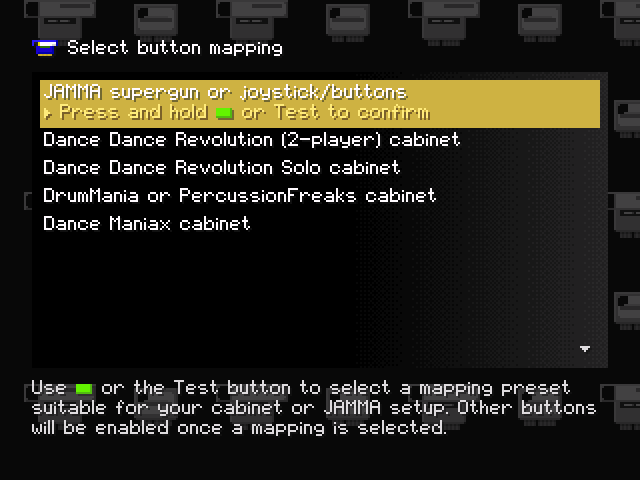 Select button mapping
JAMMA supergun or joystick/buttons
Press and hold or Test to confirm
Dance Dance Revolution (2-player) cabinet
Dance Dance Revolution Solo cabinet
DrumMania or PercussionFreaks cabinet
Dance Maniax cabinet
Use or the Test button to select a mapping preset
suitable for your cabinet or JAMMA setup. Other buttons
will be enabled once a mapping is selected.